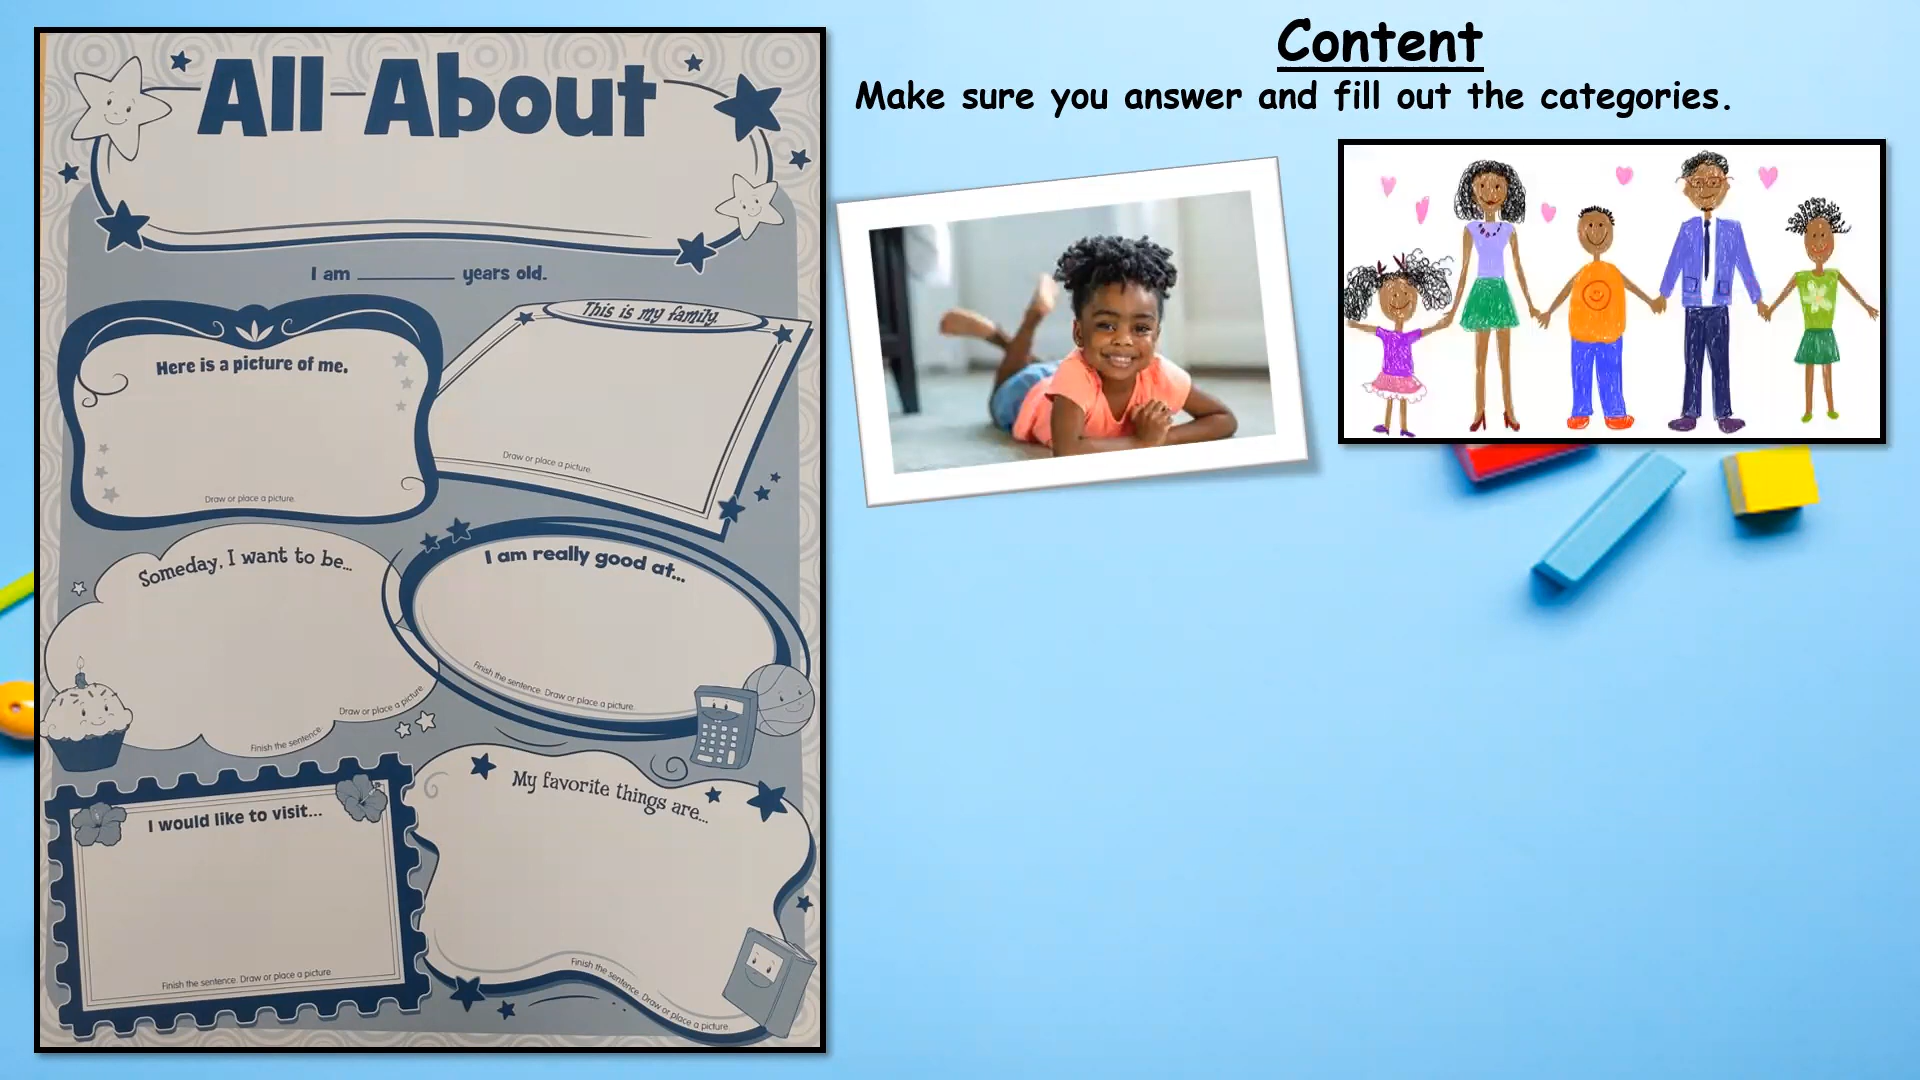 Content
Make sure you answer and fill out the categories.
All About
I am ________ years old.
Here is a picture of me.
Draw or place a picture.
This is my family.
Draw or place a picture.
Someday, I want to be...
Finish the sentence. Draw or place a picture.
I am really good at...
Finish the sentence. Draw or place a picture.
I would like to visit...
Finish the sentence. Draw or place a picture.
My favorite things are...
Finish the sentence. Draw or place a picture.